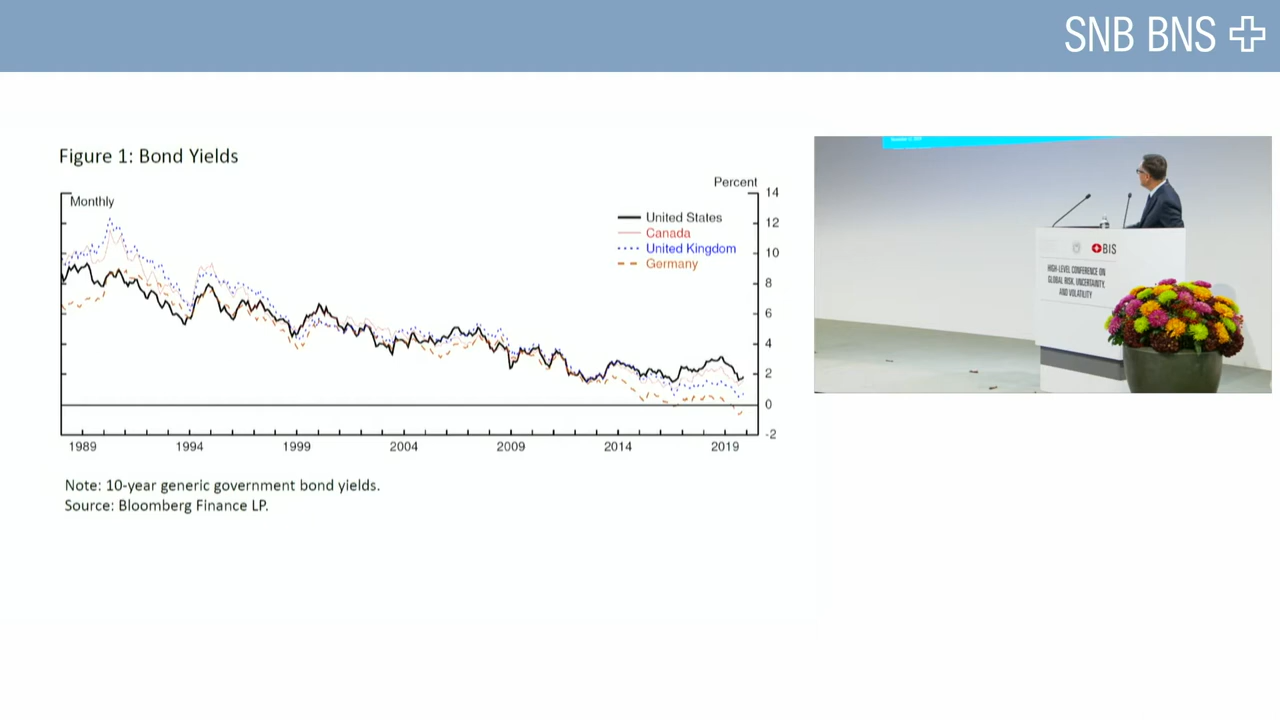 SNB BNS
Figure 1: Bond Yields
Percent
Monthly
14
12
10
8
6
4
2
0
-2
United States
Canada
United Kingdom
Germany
1989 1994 1999 2004 2009 2014 2019
Note: 10-year generic government bond yields.
Source: Bloomberg Finance LP.
BIS
HIGH-LEVEL CONFERENCE ON
GLOBAL RISK, UNCERTAINTY,
AND VOLATILITY